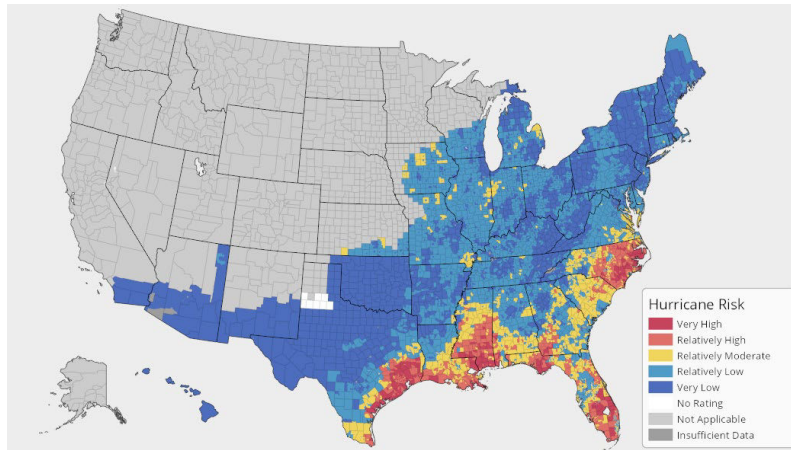 Hurricane Risk
Very High
Relatively High
Relatively Moderate
Relatively Low
Very Low
No Rating
Not Applicable
Insufficient Data